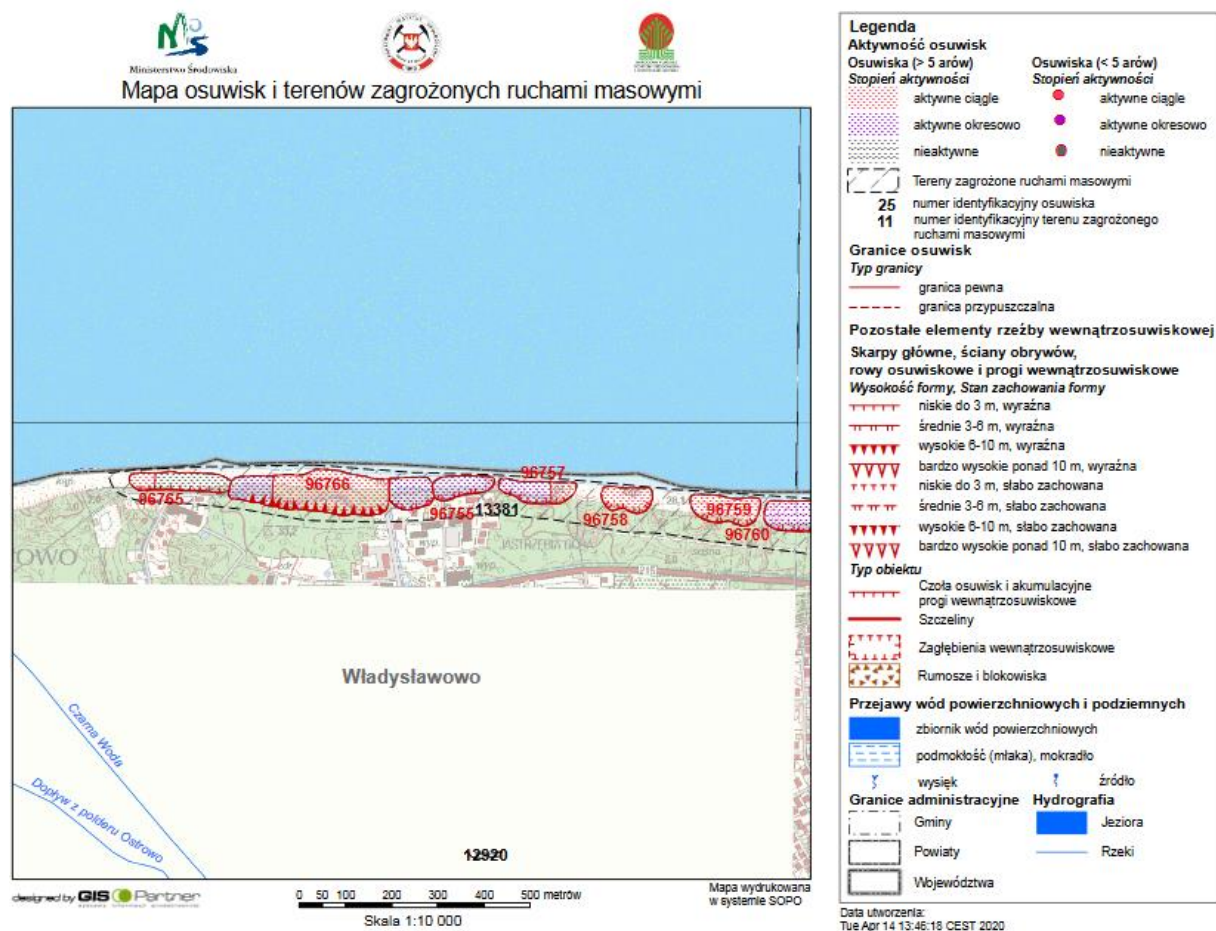 Ministerstwo Środowiska
Mapa osuwisk i terenów zagrożonych ruchami masowymi
96757
96766
96765
96755
13381
96758
96759
96760
JASTRZĘBIA GÓRA
OWO
wyp.
wyp.
215
Władysławowo
Czarna Woda
Dopływ z polderu Ostrowo
12920
designed by GIS Partner
0 50 100 200 300 400 500 metrów
Skala 1:10 000
Mapa wydrukowana
w systemie SOPO
Legenda
Aktywność osuwisk
Osuwiska (> 5 arów) Osuwiska (< 5 arów)
Stopień aktywności Stopień aktywności
aktywne ciągle aktywne ciągle
aktywne okresowo aktywne okresowo
nieaktywne nieaktywne
Tereny zagrożone ruchami masowymi
25 numer identyfikacyjny osuwiska
11 numer identyfikacyjny terenu zagrożonego
ruchami masowymi
Granice osuwisk
Typ granicy
granica pewna
granica przypuszczalna
Pozostałe elementy rzeźby wewnątrzosuwiskowej
Skarpy główne, ściany obrywów,
rowy osuwiskowe i progi wewnątrzosuwiskowe
Wysokość formy, Stan zachowania formy
niskie do 3 m, wyraźna
średnie 3-6 m, wyraźna
wysokie 6-10 m, wyraźna
bardzo wysokie ponad 10 m, wyraźna
niskie do 3 m, słabo zachowana
średnie 3-6 m, słabo zachowana
wysokie 6-10 m, słabo zachowana
bardzo wysokie ponad 10 m, słabo zachowana
Typ obiektu
Czoła osuwisk i akumulacyjne
progi wewnątrzosuwiskowe
Szczeliny
Zagłębienia wewnątrzosuwiskowe
Rumosze i blokowiska
Przejawy wód powierzchniowych i podziemnych
zbiornik wód powierzchniowych
podmokłość (młaka), mokradło
wysięk źródło
Granice administracyjne Hydrografia
Gminy Jeziora
Powiaty Rzeki
Województwa
Data utworzenia:
Tue Apr 14 13:46:18 CEST 2020